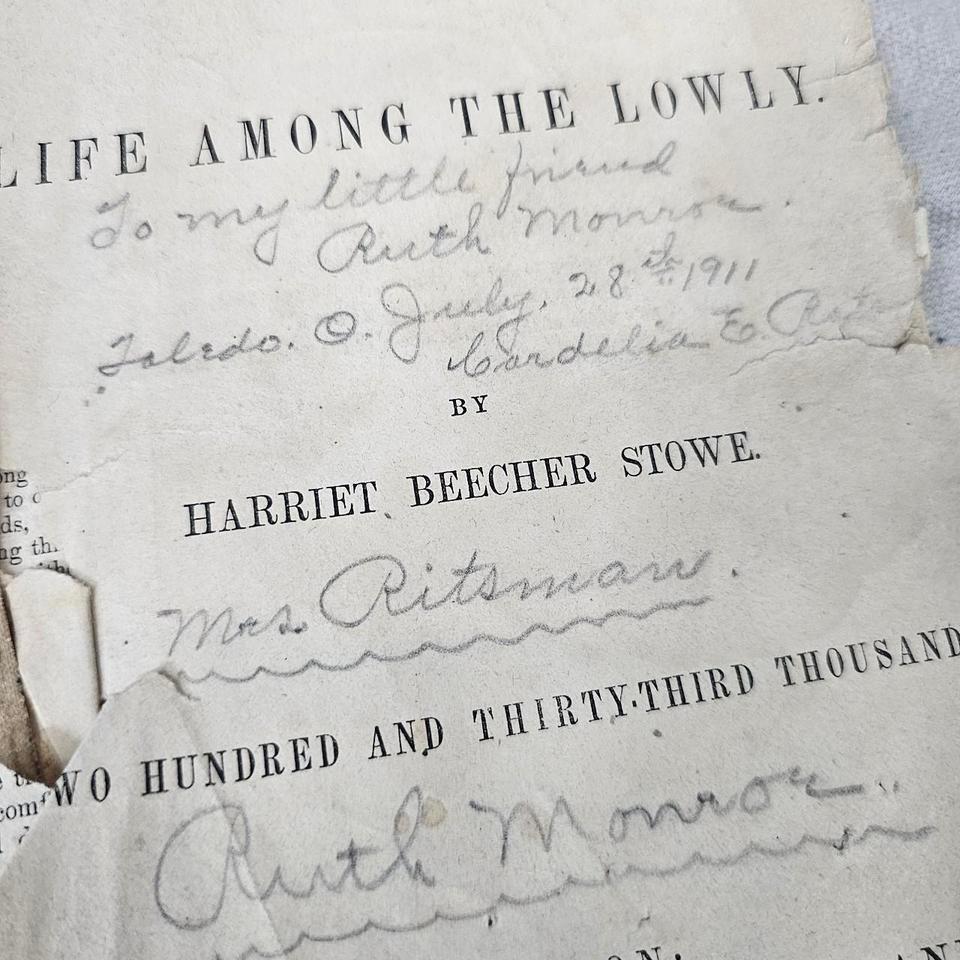 LIFE AMONG THE LOWLY.
To my little friend
Ruth Monroe.
Toledo. O. July, 28th 1911
Cordelia E.
BY
HARRIET BEECHER STOWE.
Mrs. Ritsman.
TWO HUNDRED AND THIRTY-THIRD THOUSAND
Ruth Monroe.